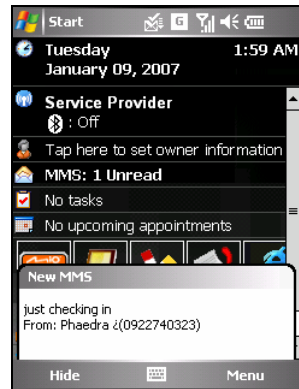 Start
G
Tuesday 1:59 AM
January 09, 2007
Service Provider
: Off
Tap here to set owner information
MMS: 1 Unread
No tasks
No upcoming appointments
New MMS
just checking in
From: Phaedra ¿(0922740323)
Hide Menu